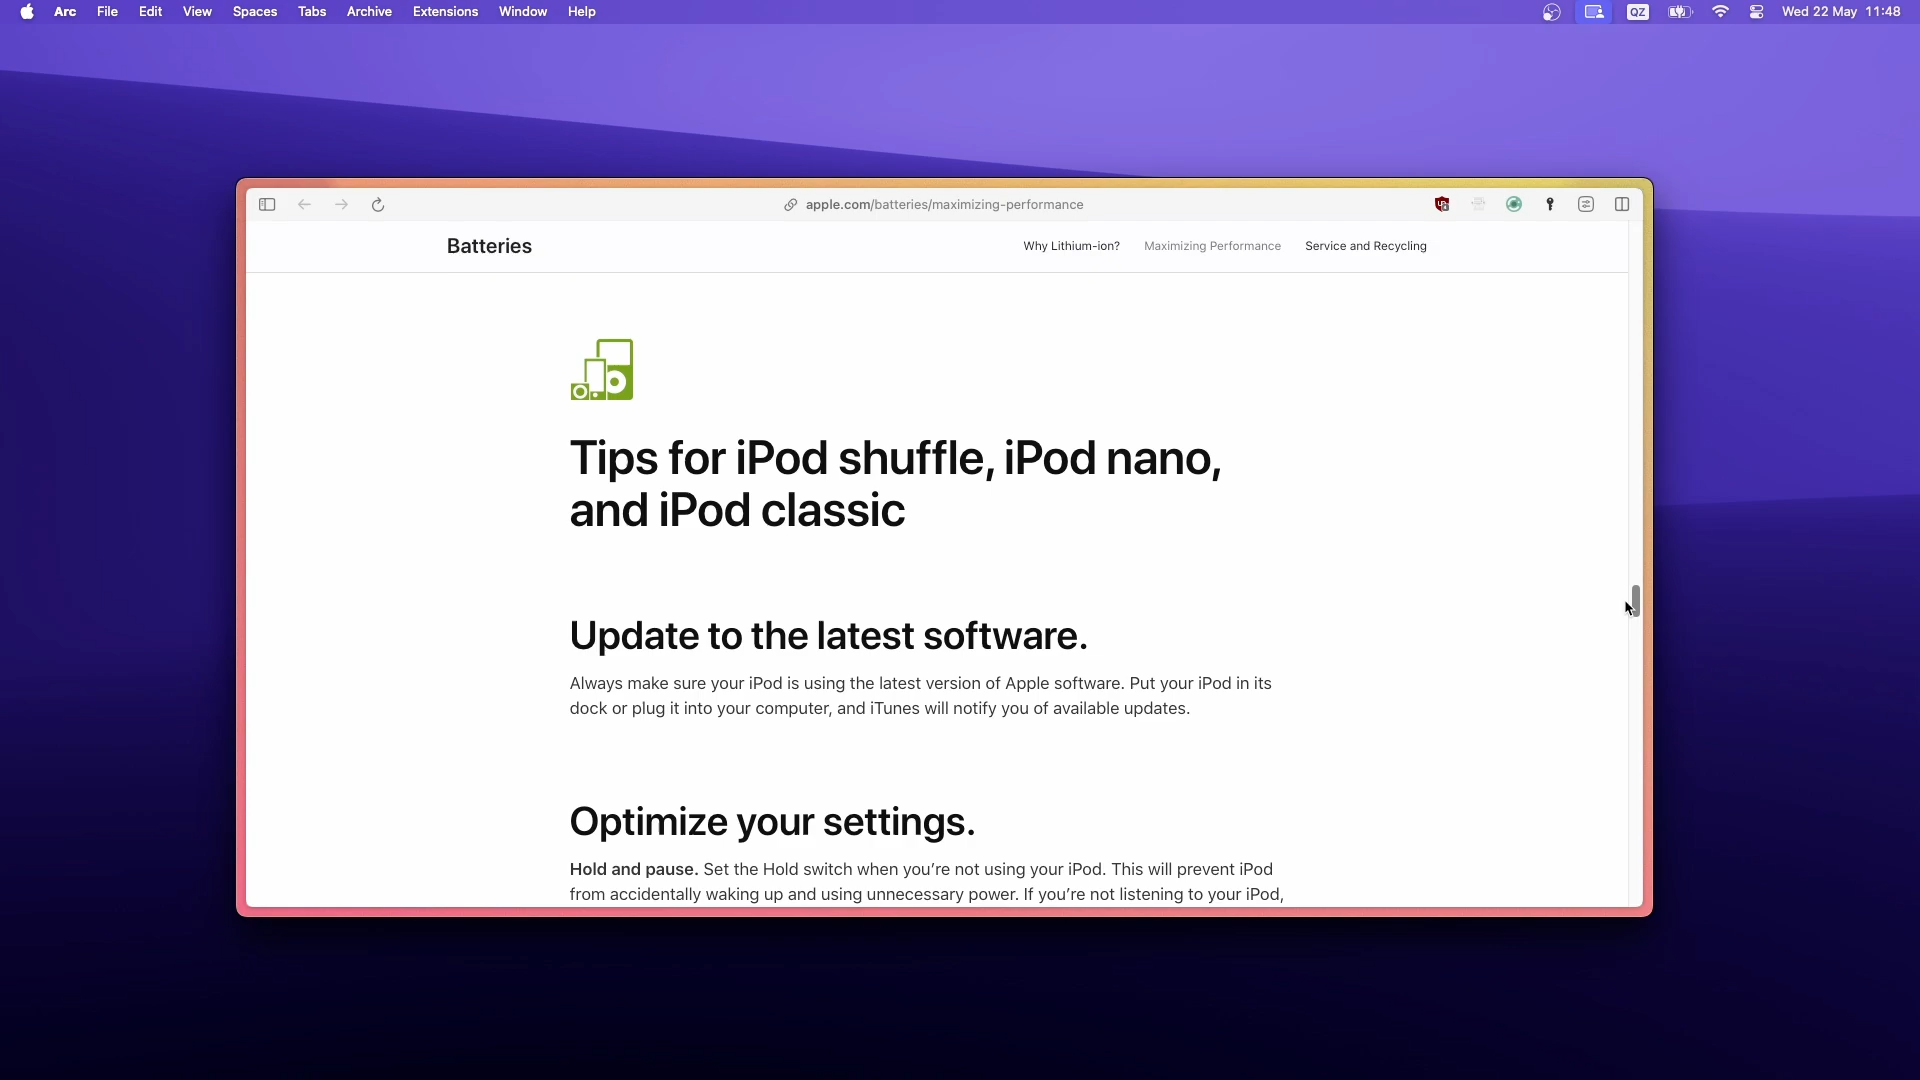 Arc File Edit View Spaces Tabs Archive Extensions Window Help QZ Wed 22 May 11:48
apple.com/batteries/maximizing-performance
Batteries Why Lithium-ion? Maximizing Performance Service and Recycling
Tips for iPod shuffle, iPod nano,
and iPod classic
Update to the latest software.
Always make sure your iPod is using the latest version of Apple software. Put your iPod in its
dock or plug it into your computer, and iTunes will notify you of available updates.
Optimize your settings.
Hold and pause. Set the Hold switch when you’re not using your iPod. This will prevent iPod
from accidentally waking up and using unnecessary power. If you’re not listening to your iPod,